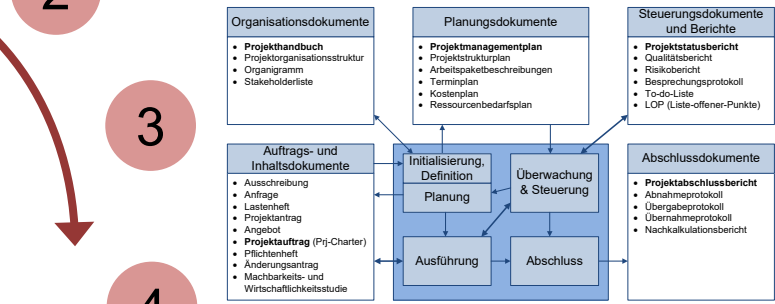 2
3
4
Organisationsdokumente
• Projekthandbuch
• Projektorganisationsstruktur
• Organigramm
• Stakeholderliste
Planungsdokumente
• Projektmanagementplan
• Projektstrukturplan
• Arbeitspaketbeschreibungen
• Terminplan
• Kostenplan
• Ressourcenbedarfsplan
Steuerungsdokumente
und Berichte
• Projektstatusbericht
• Qualitätsbericht
• Risikobericht
• Besprechungsprotokoll
• To-do-Liste
• LOP (Liste-offener-Punkte)
Auftrags- und
Inhaltsdokumente
• Ausschreibung
• Anfrage
• Lastenheft
• Projektantrag
• Angebot
• Projektauftrag (Prj-Charter)
• Pflichtenheft
• Änderungsantrag
• Machbarkeits- und
Wirtschaftlichkeitsstudie
Initialisierung,
Definition
Planung
Überwachung
& Steuerung
Ausführung
Abschluss
Abschlussdokumente
• Projektabschlussbericht
• Abnahmeprotokoll
• Übergabeprotokoll
• Übernahmeprotokoll
• Nachkalkulationsbericht